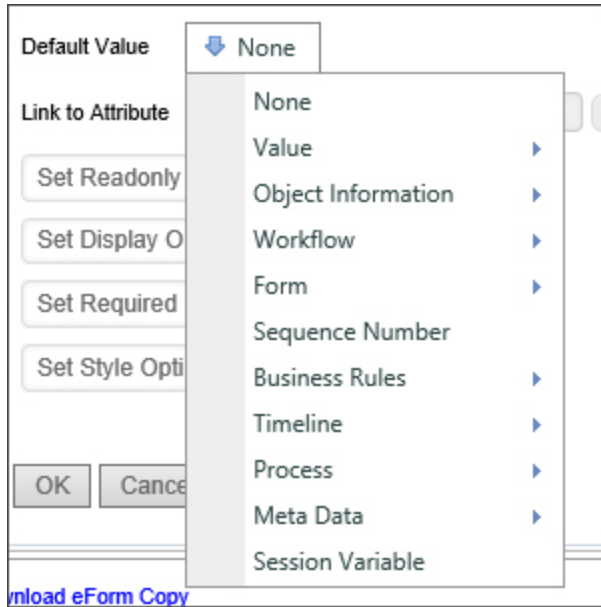 Default Value None
None
Link to Attribute
Value
Set Readonly
Object Information
Set Display O
Workflow
Form
Set Required
Sequence Number
Set Style Opti
Business Rules
Timeline
Process
OK Cance
Meta Data
Session Variable
nload eForm Copy